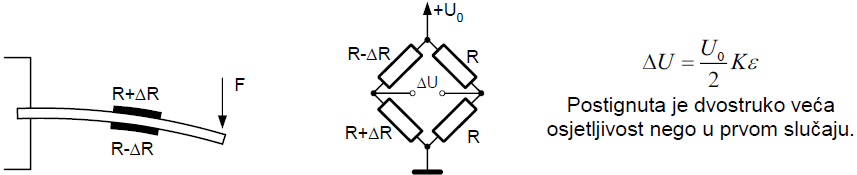 R+ΔR
F
R-ΔR
+U₀
R-ΔR
R
ΔU
R+ΔR
R
ΔU = U₀/2 Kε
Postignuta je dvostruko veća
osjetljivost nego u prvom slučaju.